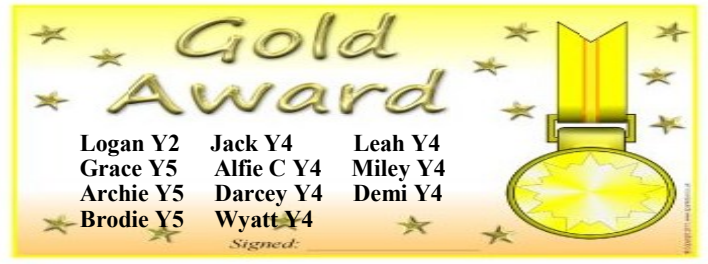 Gold
Award
Logan Y2 Jack Y4 Leah Y4
Grace Y5 Alfie C Y4 Miley Y4
Archie Y5 Darcey Y4 Demi Y4
Brodie Y5 Wyatt Y4
Signed: